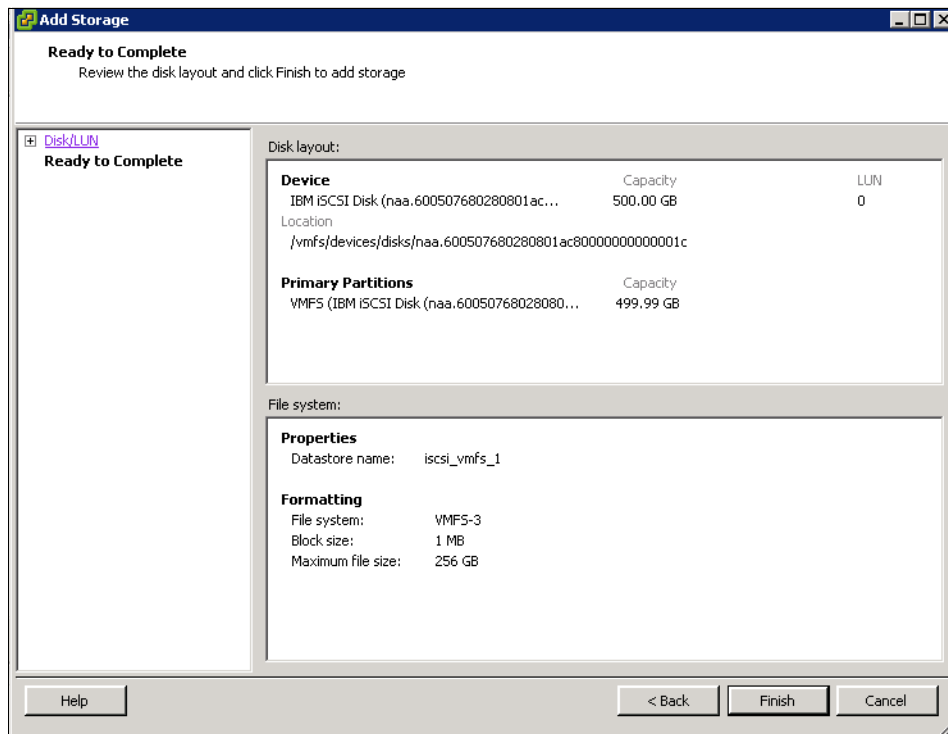 Add Storage
Ready to Complete
Review the disk layout and click Finish to add storage
Disk/LUN
Ready to Complete
Disk layout:
Device Capacity LUN
IBM iSCSI Disk (naa.600507680280801ac... 500.00 GB 0
Location
/vmfs/devices/disks/naa.600507680280801ac80000000000001c
Primary Partitions Capacity
VMFS (IBM iSCSI Disk (naa.60050768028080... 499.99 GB
File system:
Properties
Datastore name: iscsi_vmfs_1
Formatting
File system: VMFS-3
Block size: 1 MB
Maximum file size: 256 GB
Help < Back Finish Cancel